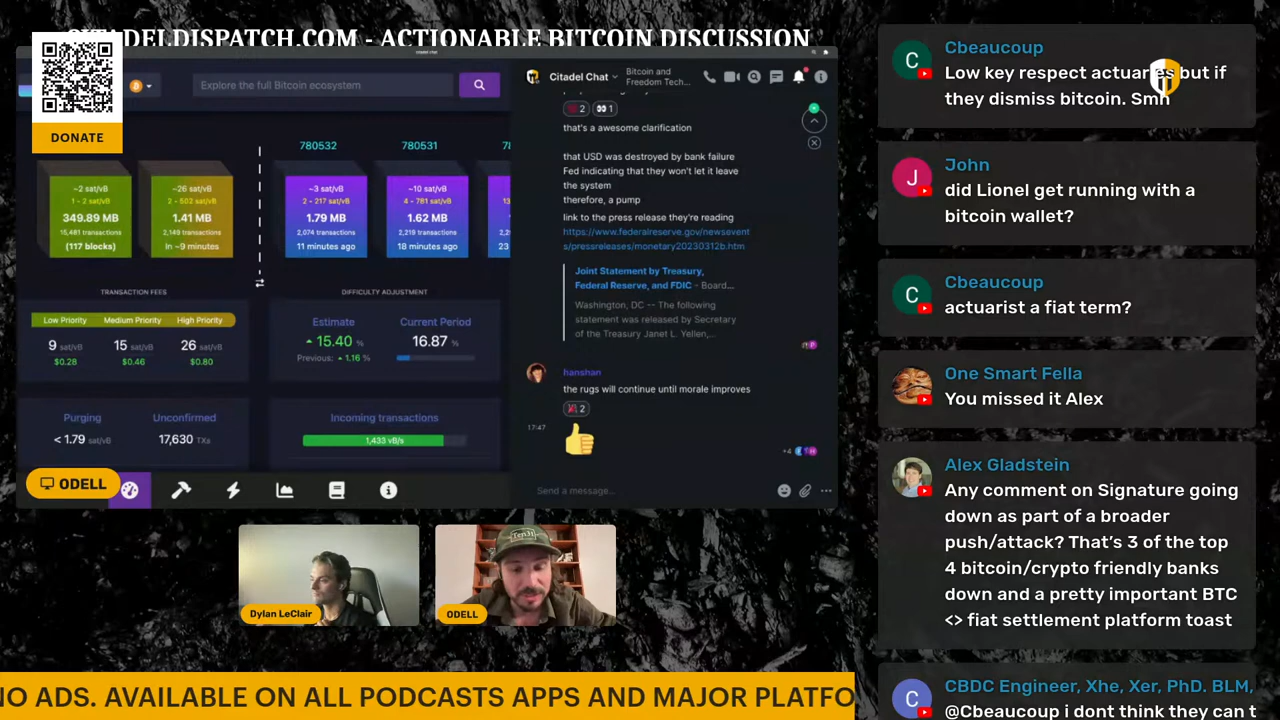 CITADELDISPATCH.COM - ACTIONABLE BITCOIN DISCUSSION
DONATE
Explore the full Bitcoin ecosystem
780532
780531
78
~2 sat/vB
1 - 2 sat/vB
349.89 MB
15,481 transactions
(117 blocks)
~26 sat/vB
2 - 502 sat/vB
1.41 MB
2,149 transactions
In ~9 minutes
~3 sat/vB
2 - 217 sat/vB
1.79 MB
2,074 transactions
11 minutes ago
~10 sat/vB
4 - 781 sat/vB
1.62 MB
2,219 transactions
18 minutes ago
23
TRANSACTION FEES
Low Priority
Medium Priority
High Priority
9 sat/vB
15 sat/vB
26 sat/vB
$0.28
$0.46
$0.80
DIFFICULTY ADJUSTMENT
Estimate
Current Period
15.40 %
16.87 %
Previous: 1.16 %
Purging
Unconfirmed
< 1.79 sat/vB
17,630 TXs
Incoming transactions
1,433 vB/s
ODELL
Citadel Chat
Bitcoin and
Freedom Tech...
2
1
that's a awesome clarification
that USD was destroyed by bank failure
Fed indicating that they won't let it leave
the system
therefore, a pump
link to the press release they're reading
https://www.federalreserve.gov/newsevent
s/pressreleases/monetary20230312b.htm
Joint Statement by Treasury,
Federal Reserve, and FDIC - Board...
Washington, DC -- The following
statement was released by Secretary
of the Treasury Janet L. Yellen,...
hanshan
the rugs will continue until morale improves
2
17:47
+4
Send a message...
Dylan LeClair
Ten31
ODELL
NO ADS. AVAILABLE ON ALL PODCASTS APPS AND MAJOR PLATFO
Cbeaucoup
Low key respect actuaries but if
they dismiss bitcoin. Smh
John
did Lionel get running with a
bitcoin wallet?
Cbeaucoup
actuarist a fiat term?
One Smart Fella
You missed it Alex
Alex Gladstein
Any comment on Signature going
down as part of a broader
push/attack? That's 3 of the top
4 bitcoin/crypto friendly banks
down and a pretty important BTC
<> fiat settlement platform toast
CBDC Engineer, Xhe, Xer, PhD. BLM,
@Cbeaucoup i dont think they can t